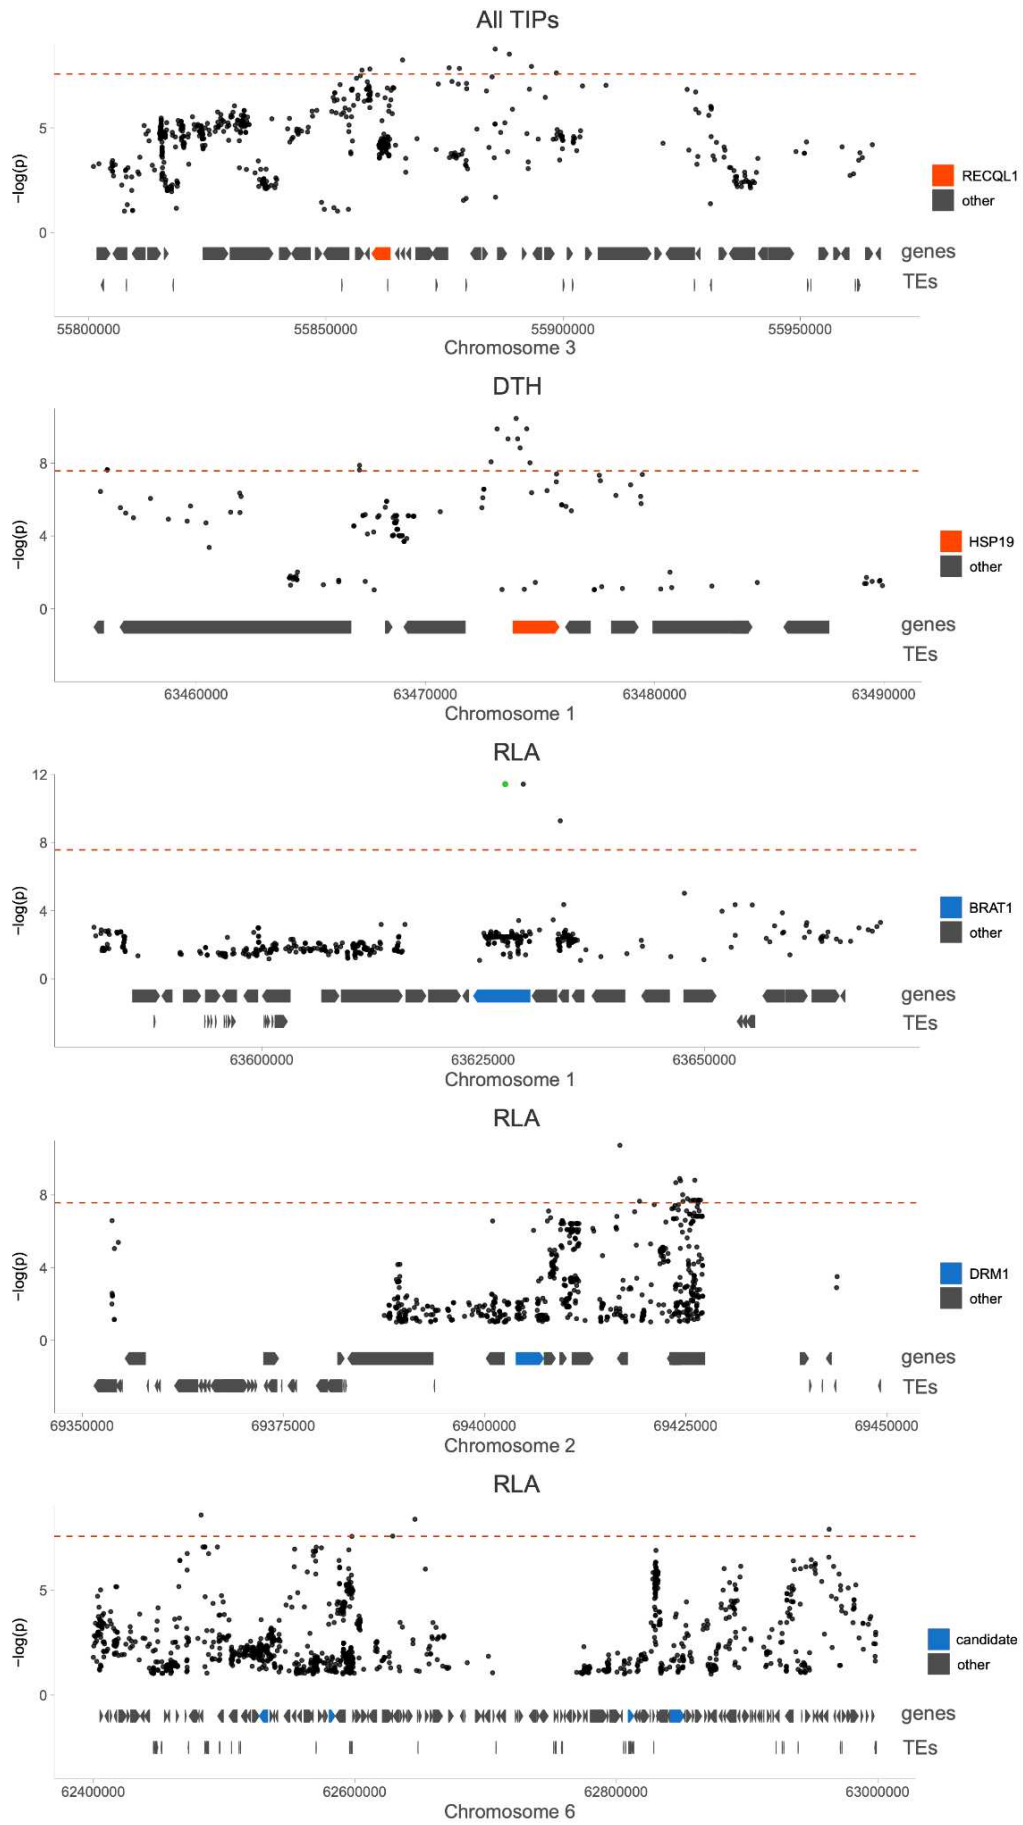 All TIPs
5
0
-log(p)
RECQL1
other
genes
TEs
55800000 55850000 55900000 55950000
Chromosome 3
DTH
8
4
0
-log(p)
HSP19
other
genes
TEs
63460000 63470000 63480000 63490000
Chromosome 1
RLA
12
8
4
0
-log(p)
BRAT1
other
genes
TEs
63600000 63625000 63650000
Chromosome 1
RLA
8
4
0
-log(p)
DRM1
other
genes
TEs
69350000 69375000 69400000 69425000 69450000
Chromosome 2
RLA
5
0
-log(p)
candidate
other
genes
TEs
62400000 62600000 62800000 63000000
Chromosome 6